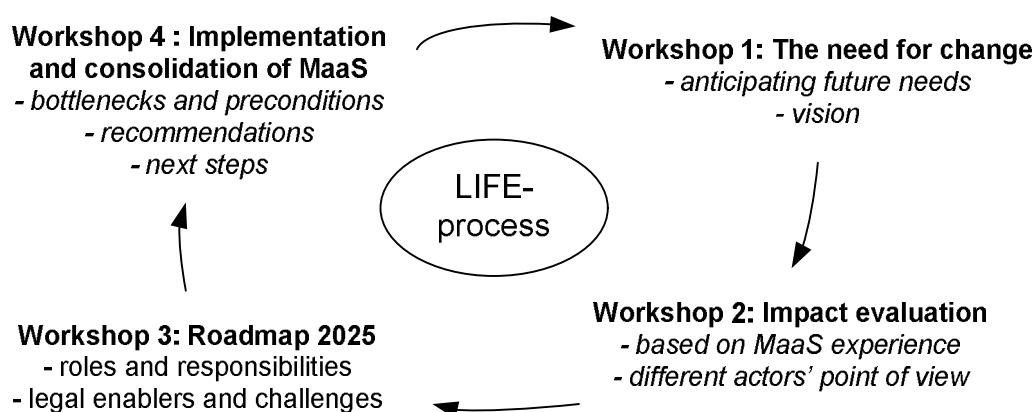 Workshop 4 : Implementation
and consolidation of MaaS
- bottlenecks and preconditions
- recommendations
- next steps
Workshop 1: The need for change
- anticipating future needs
- vision
LIFE-
process
Workshop 2: Impact evaluation
- based on MaaS experience
- different actors’ point of view
Workshop 3: Roadmap 2025
- roles and responsibilities
- legal enablers and challenges